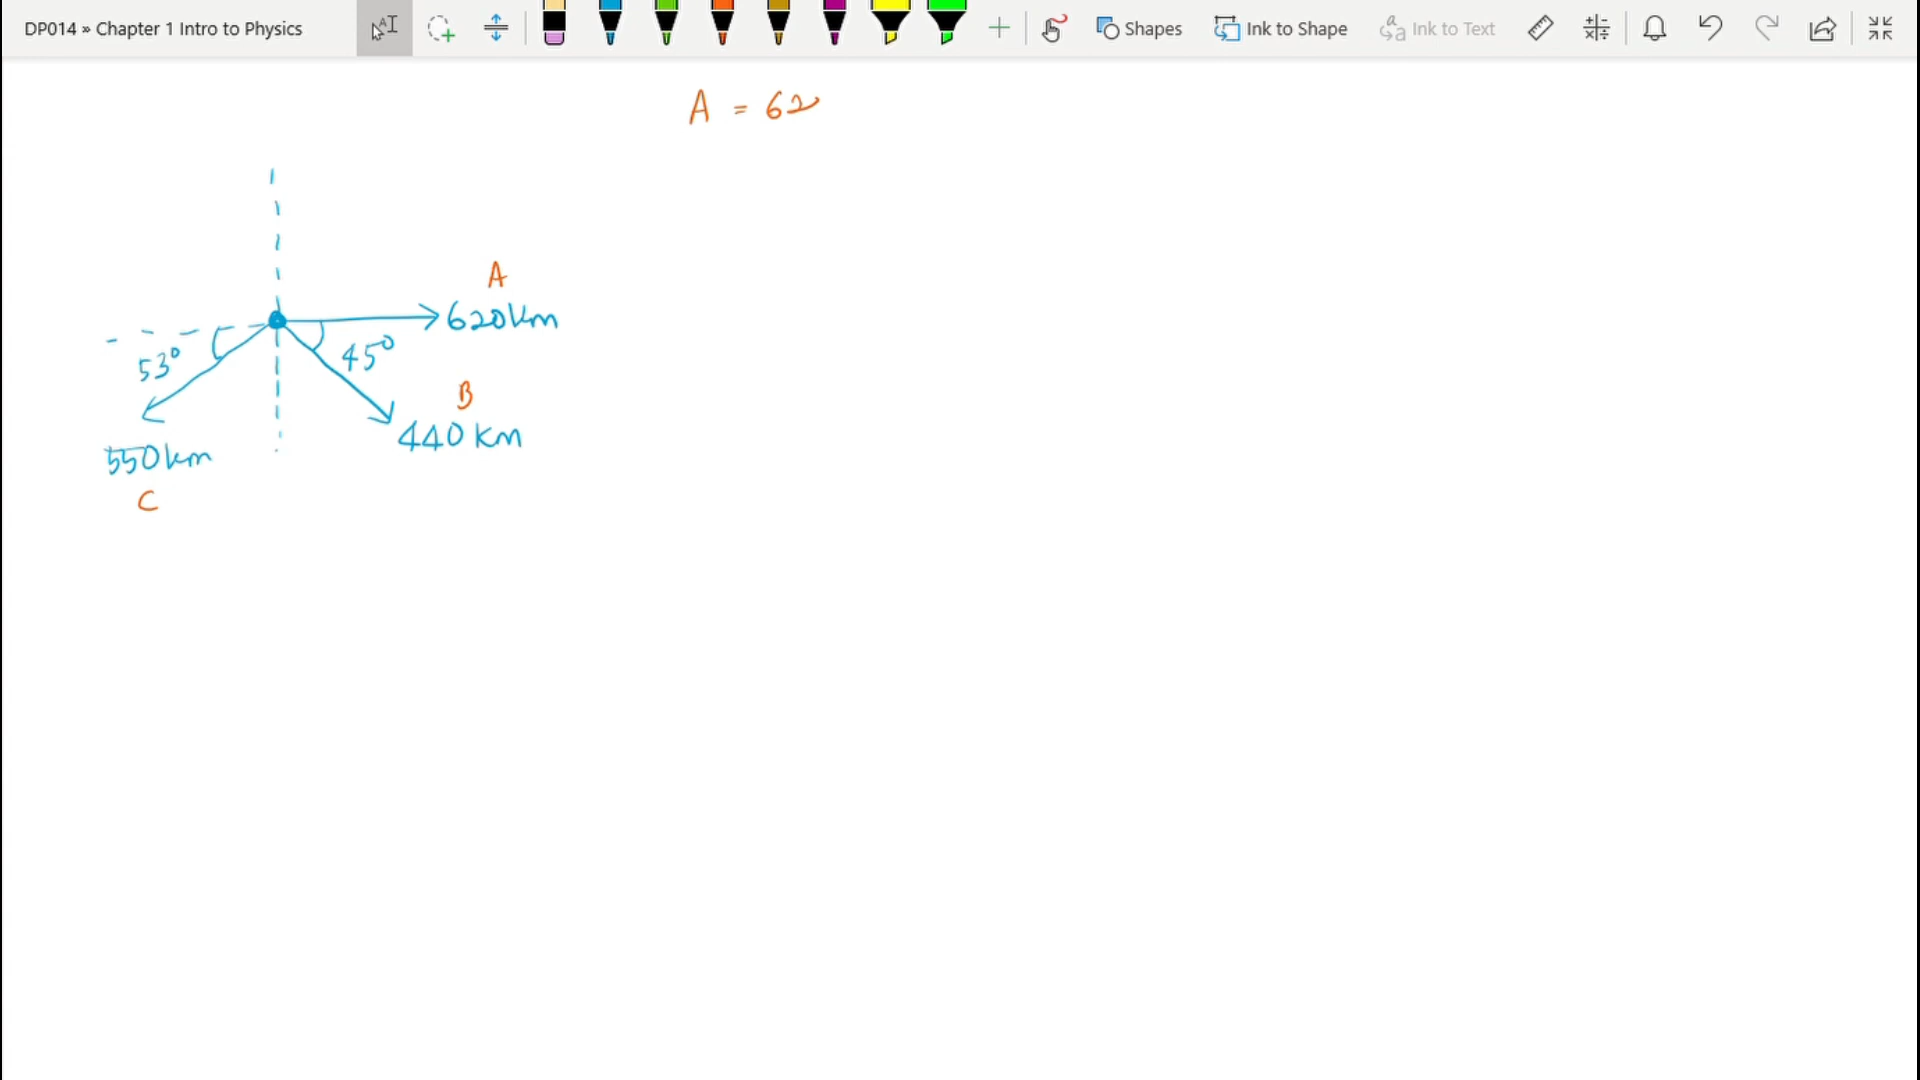 DP014 » Chapter 1 Intro to Physics
Shapes
Ink to Shape
Ink to Text
A = 62
A
620km
53°
45°
B
440 km
550km
C